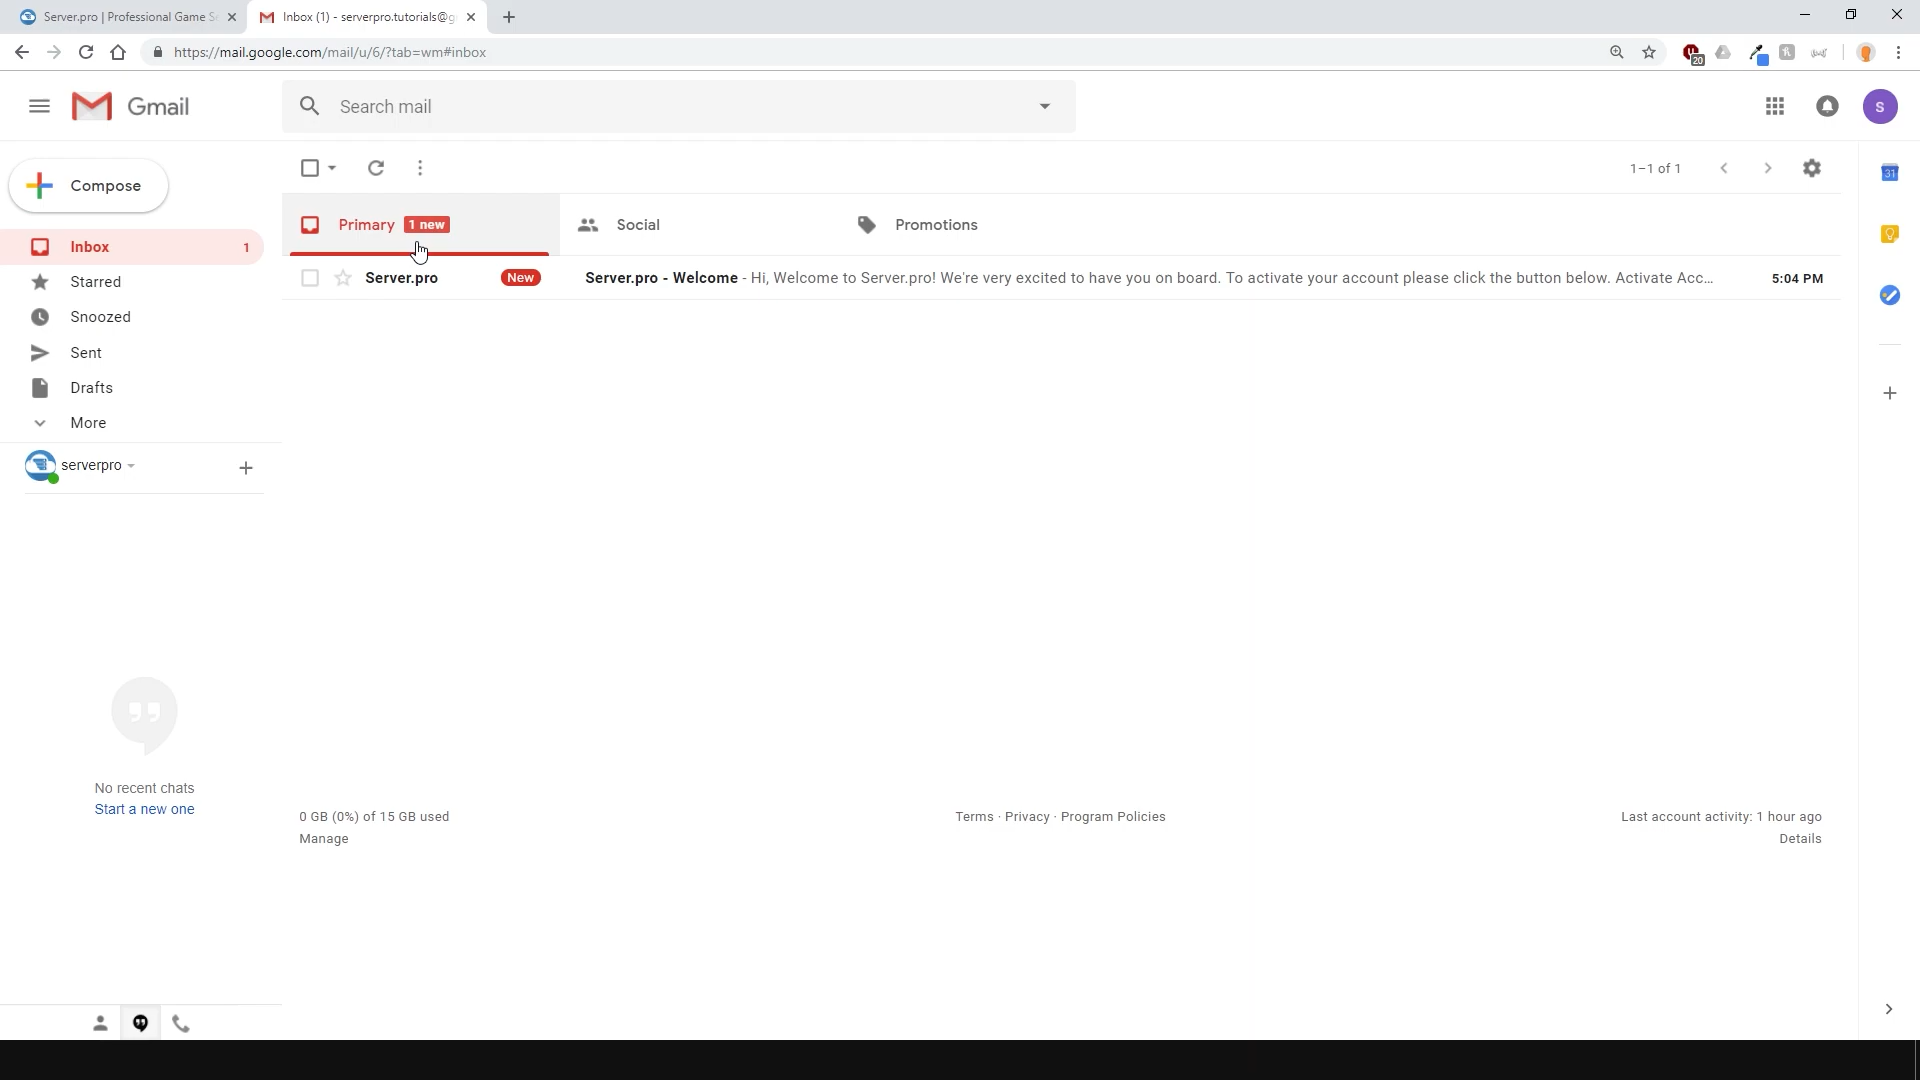 Server.pro | Professional Game S
Inbox (1) - serverpro.tutorials@g
https://mail.google.com/mail/u/6/?tab=wm#inbox
20
Gmail
Search mail
S
Compose
1–1 of 1
31
Primary 1 new
Social
Promotions
Inbox 1
Server.pro New Server.pro - Welcome - Hi, Welcome to Server.pro! We're very excited to have you on board. To activate your account please click the button below. Activate Acc... 5:04 PM
Starred
Snoozed
Sent
Drafts
More
serverpro
No recent chats
Start a new one
0 GB (0%) of 15 GB used
Manage
Terms · Privacy · Program Policies
Last account activity: 1 hour ago
Details